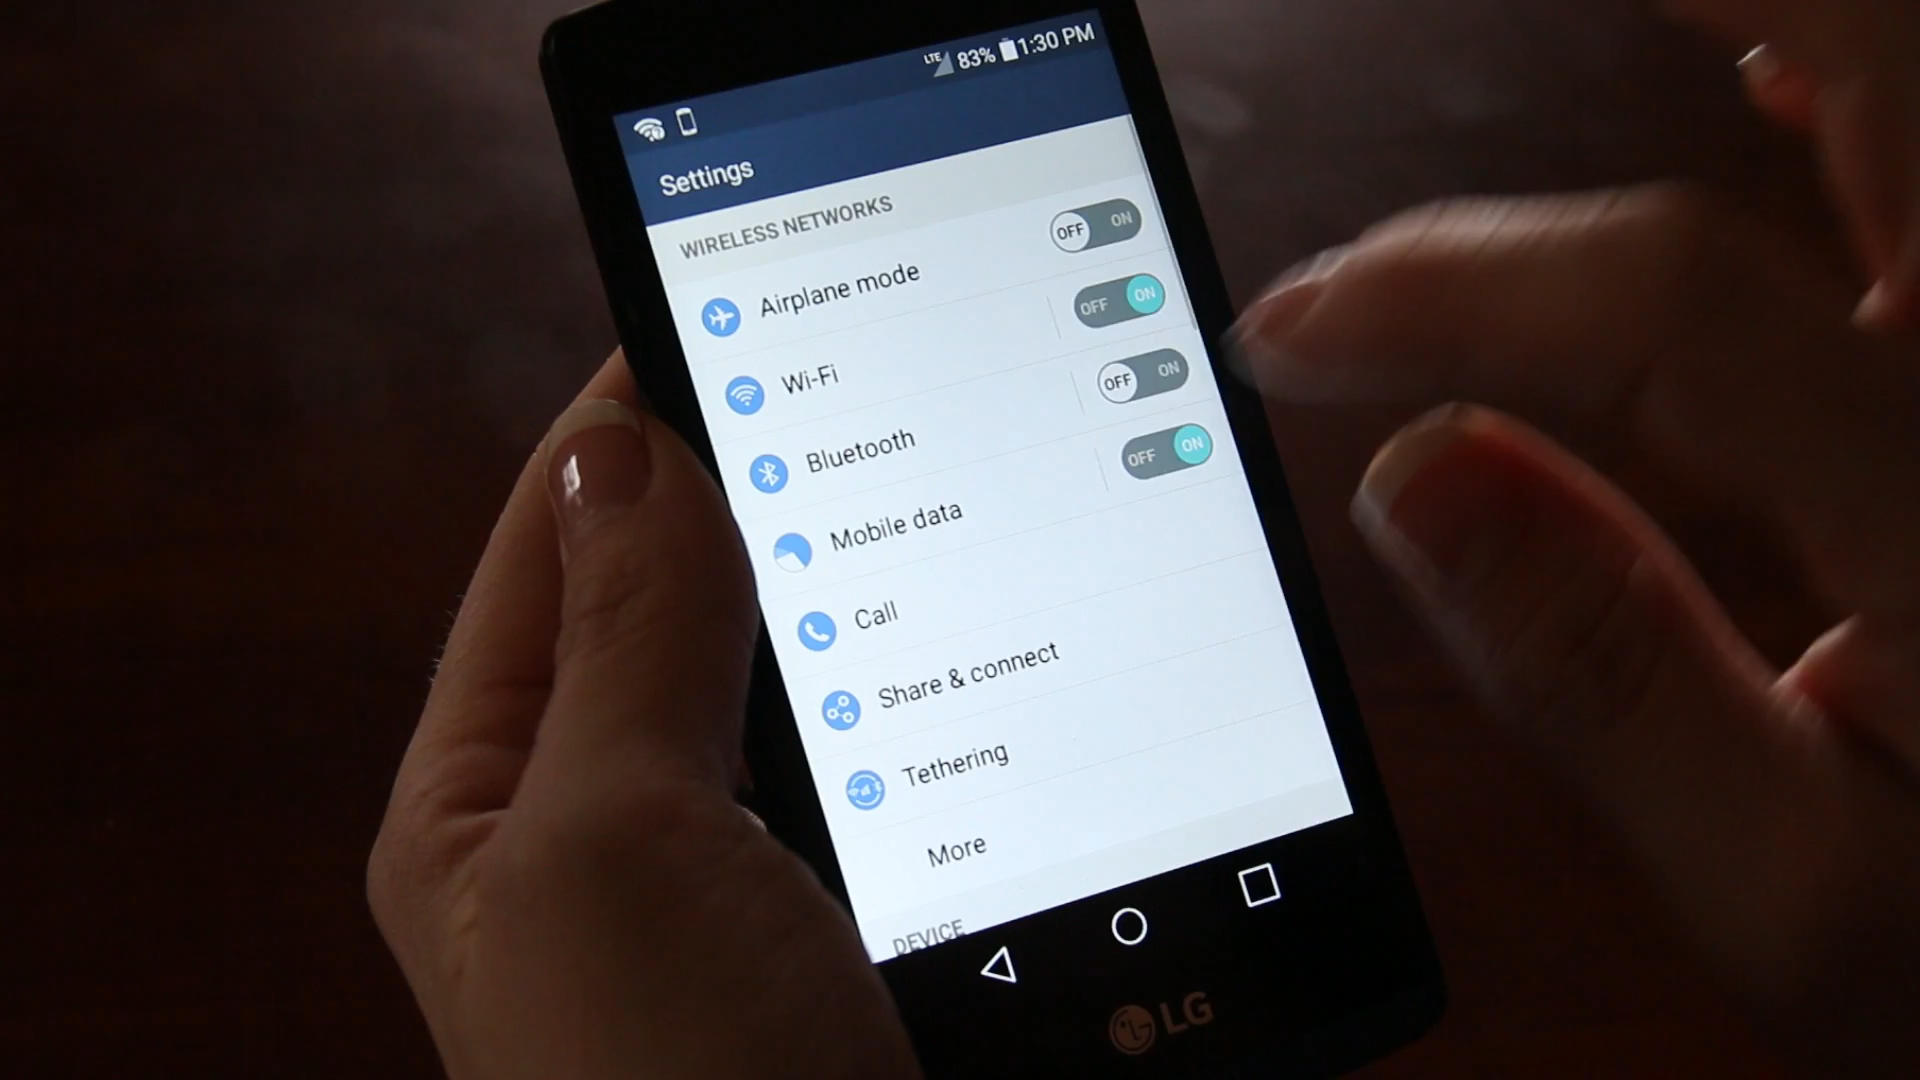 LTE 83% 1:30 PM
Settings
WIRELESS NETWORKS
Airplane mode OFF ON
Wi-Fi OFF ON
Bluetooth OFF ON
Mobile data OFF ON
Call
Share & connect
Tethering
More
DEVICE
LG